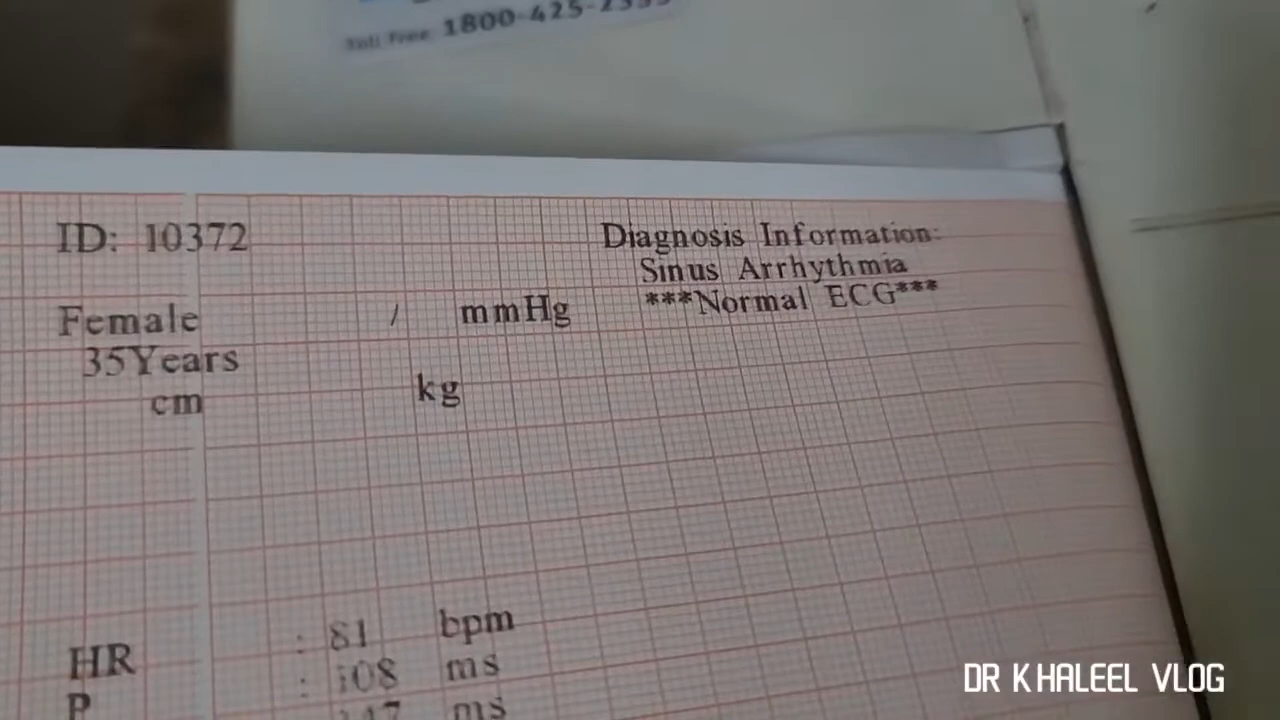 Toll Free 1800-425-2355
ID: 10372
Female
35Years
cm
/ mmHg
kg
Diagnosis Information:
Sinus Arrhythmia
***Normal ECG***
HR : 81 bpm
P : 108 ms
ms
DR KHALEEL VLOG